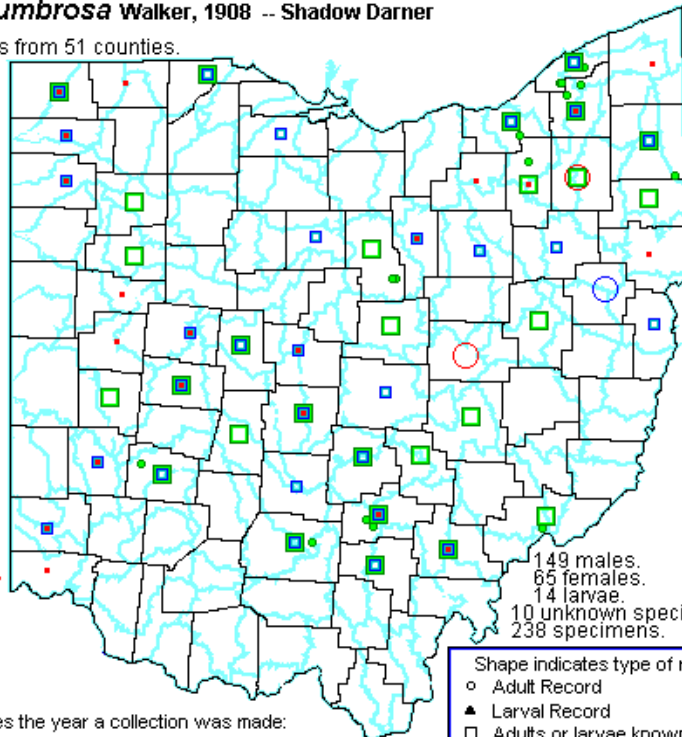 umbrosa Walker, 1908 -- Shadow Darner
s from 51 counties.
149 males.
65 females.
14 larvae.
10 unknown speci
238 specimens.
Shape indicates type of r
Adult Record
Larval Record
Adults or larvae known
es the year a collection was made: